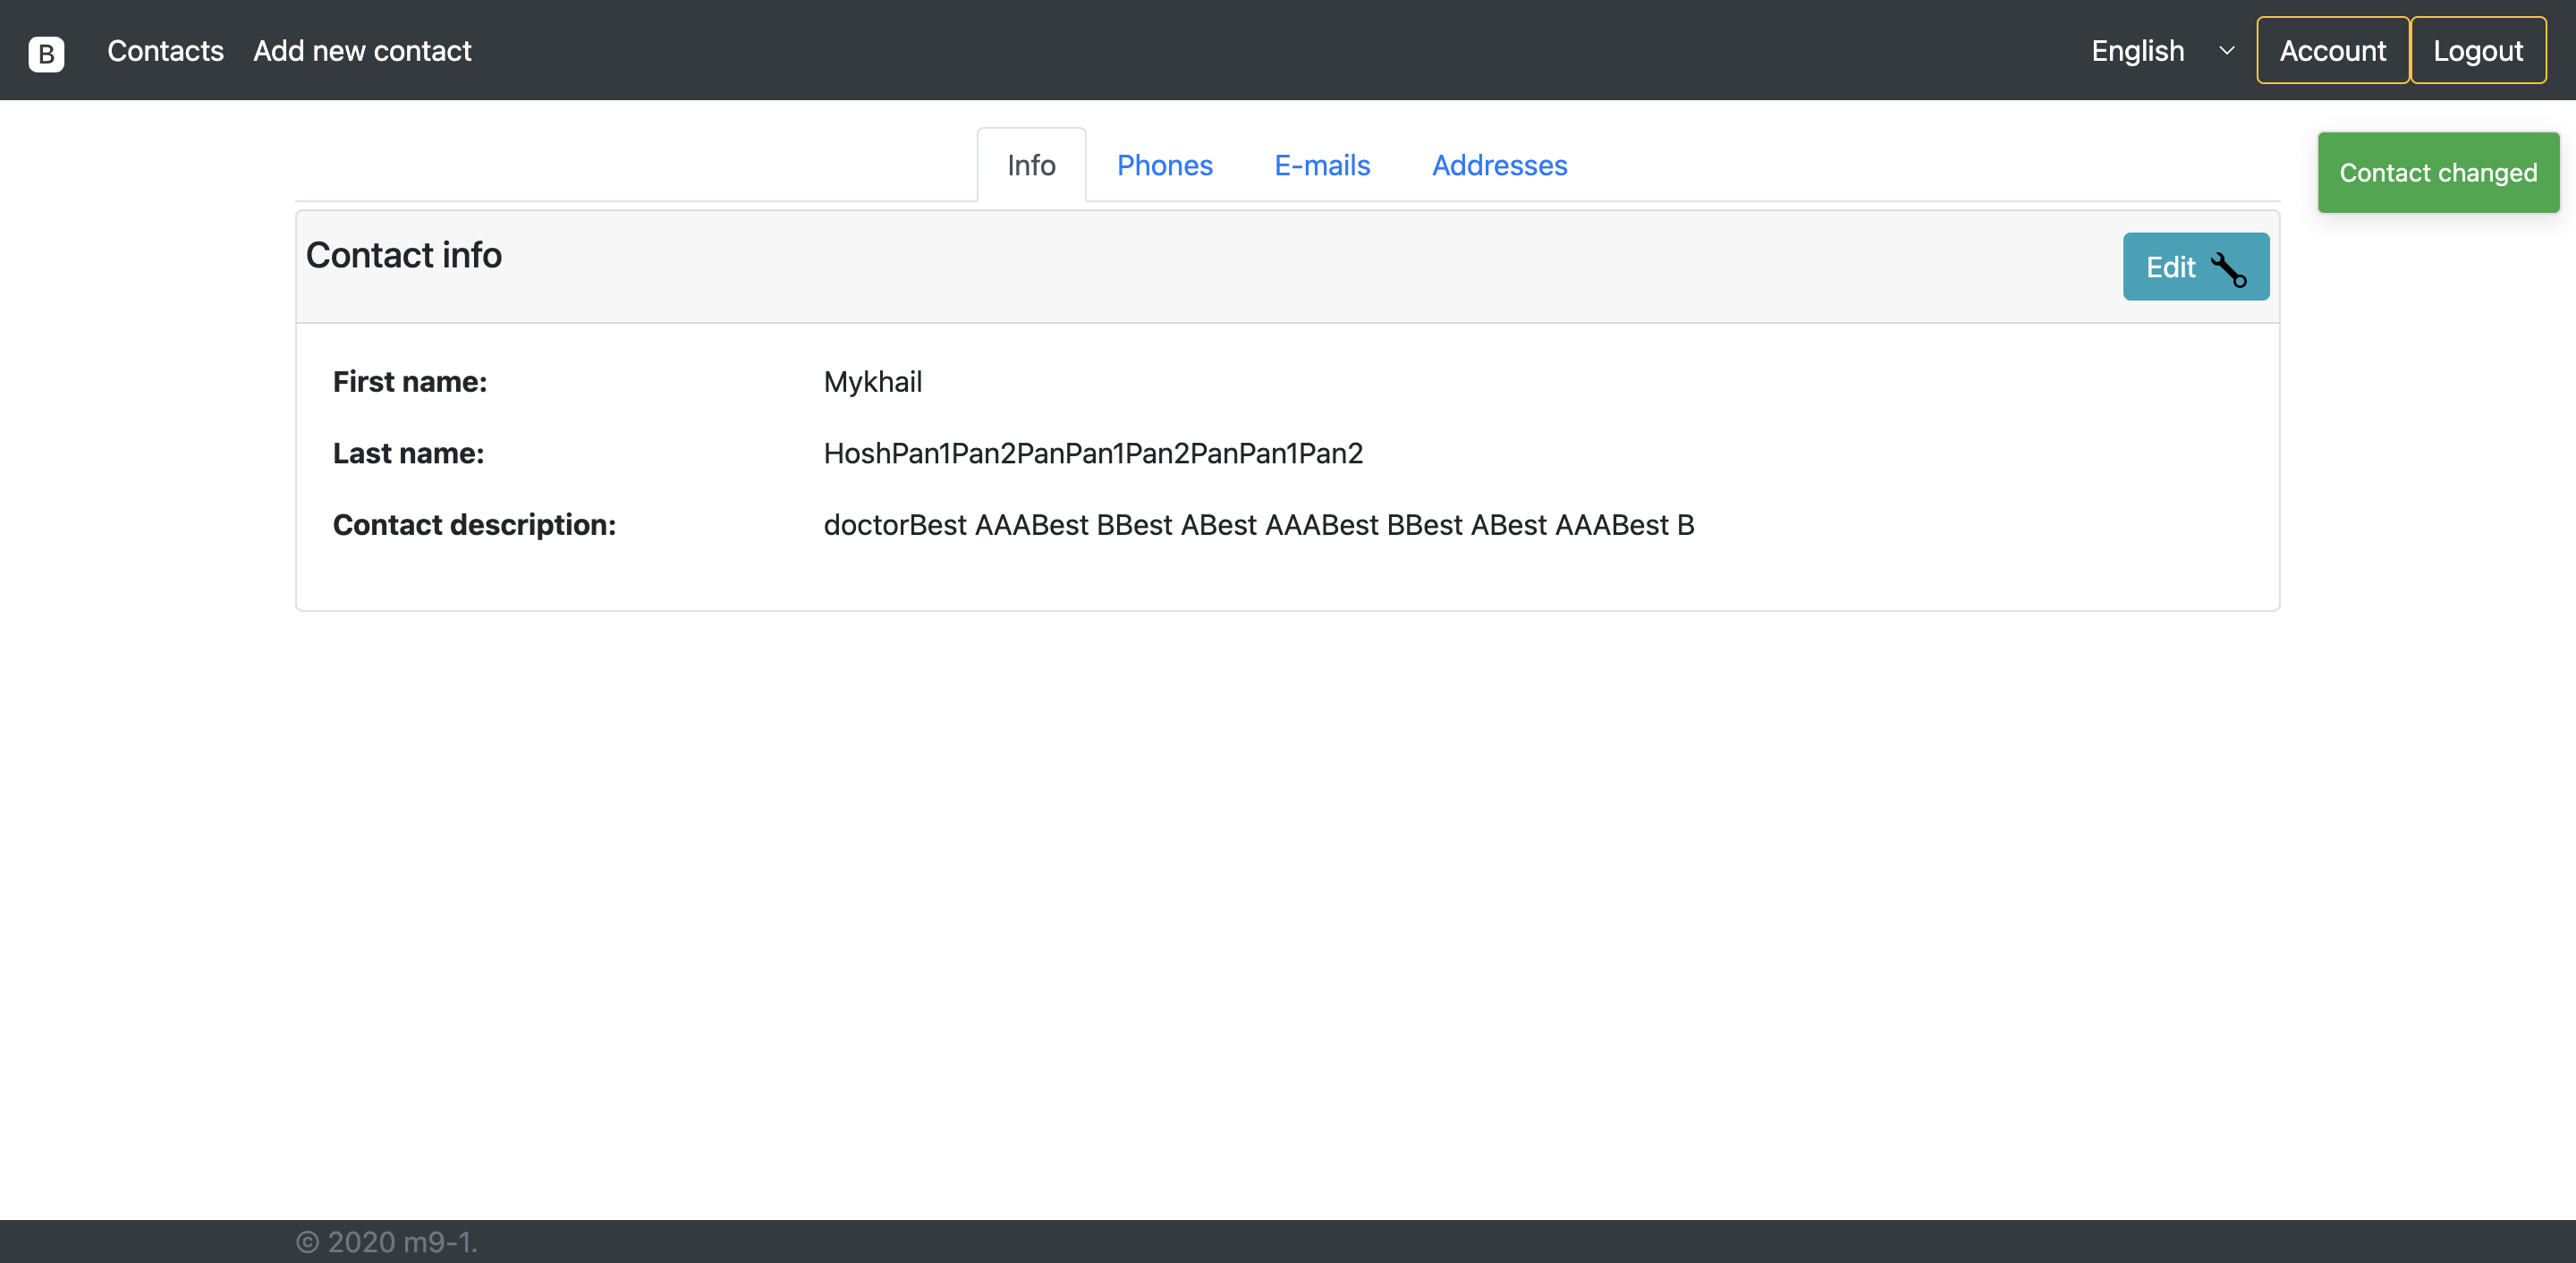 B Contacts Add new contact English Account Logout
Info Phones E-mails Addresses
Contact changed
Contact info Edit
First name: Mykhail
Last name: HoshPan1Pan2PanPan1Pan2PanPan1Pan2
Contact description: doctorBest AAABest BBest ABest AAABest BBest ABest AAABest B
© 2020 m9-1.